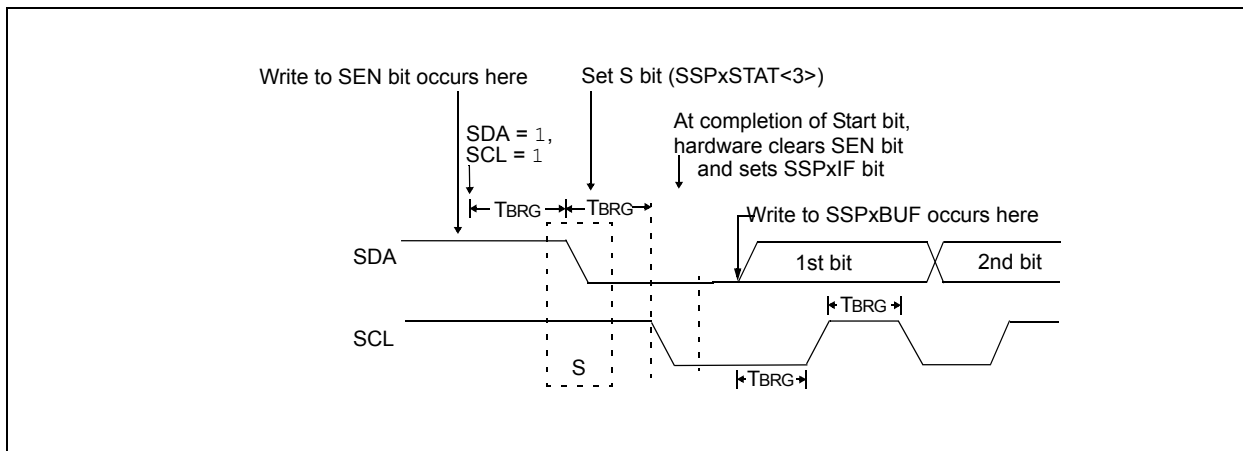 Write to SEN bit occurs here
Set S bit (SSPxSTAT<3>)
SDA = 1,
SCL = 1
At completion of Start bit,
hardware clears SEN bit
and sets SSPxIF bit
TBRG
TBRG
Write to SSPxBUF occurs here
SDA
1st bit
2nd bit
TBRG
SCL
S
TBRG